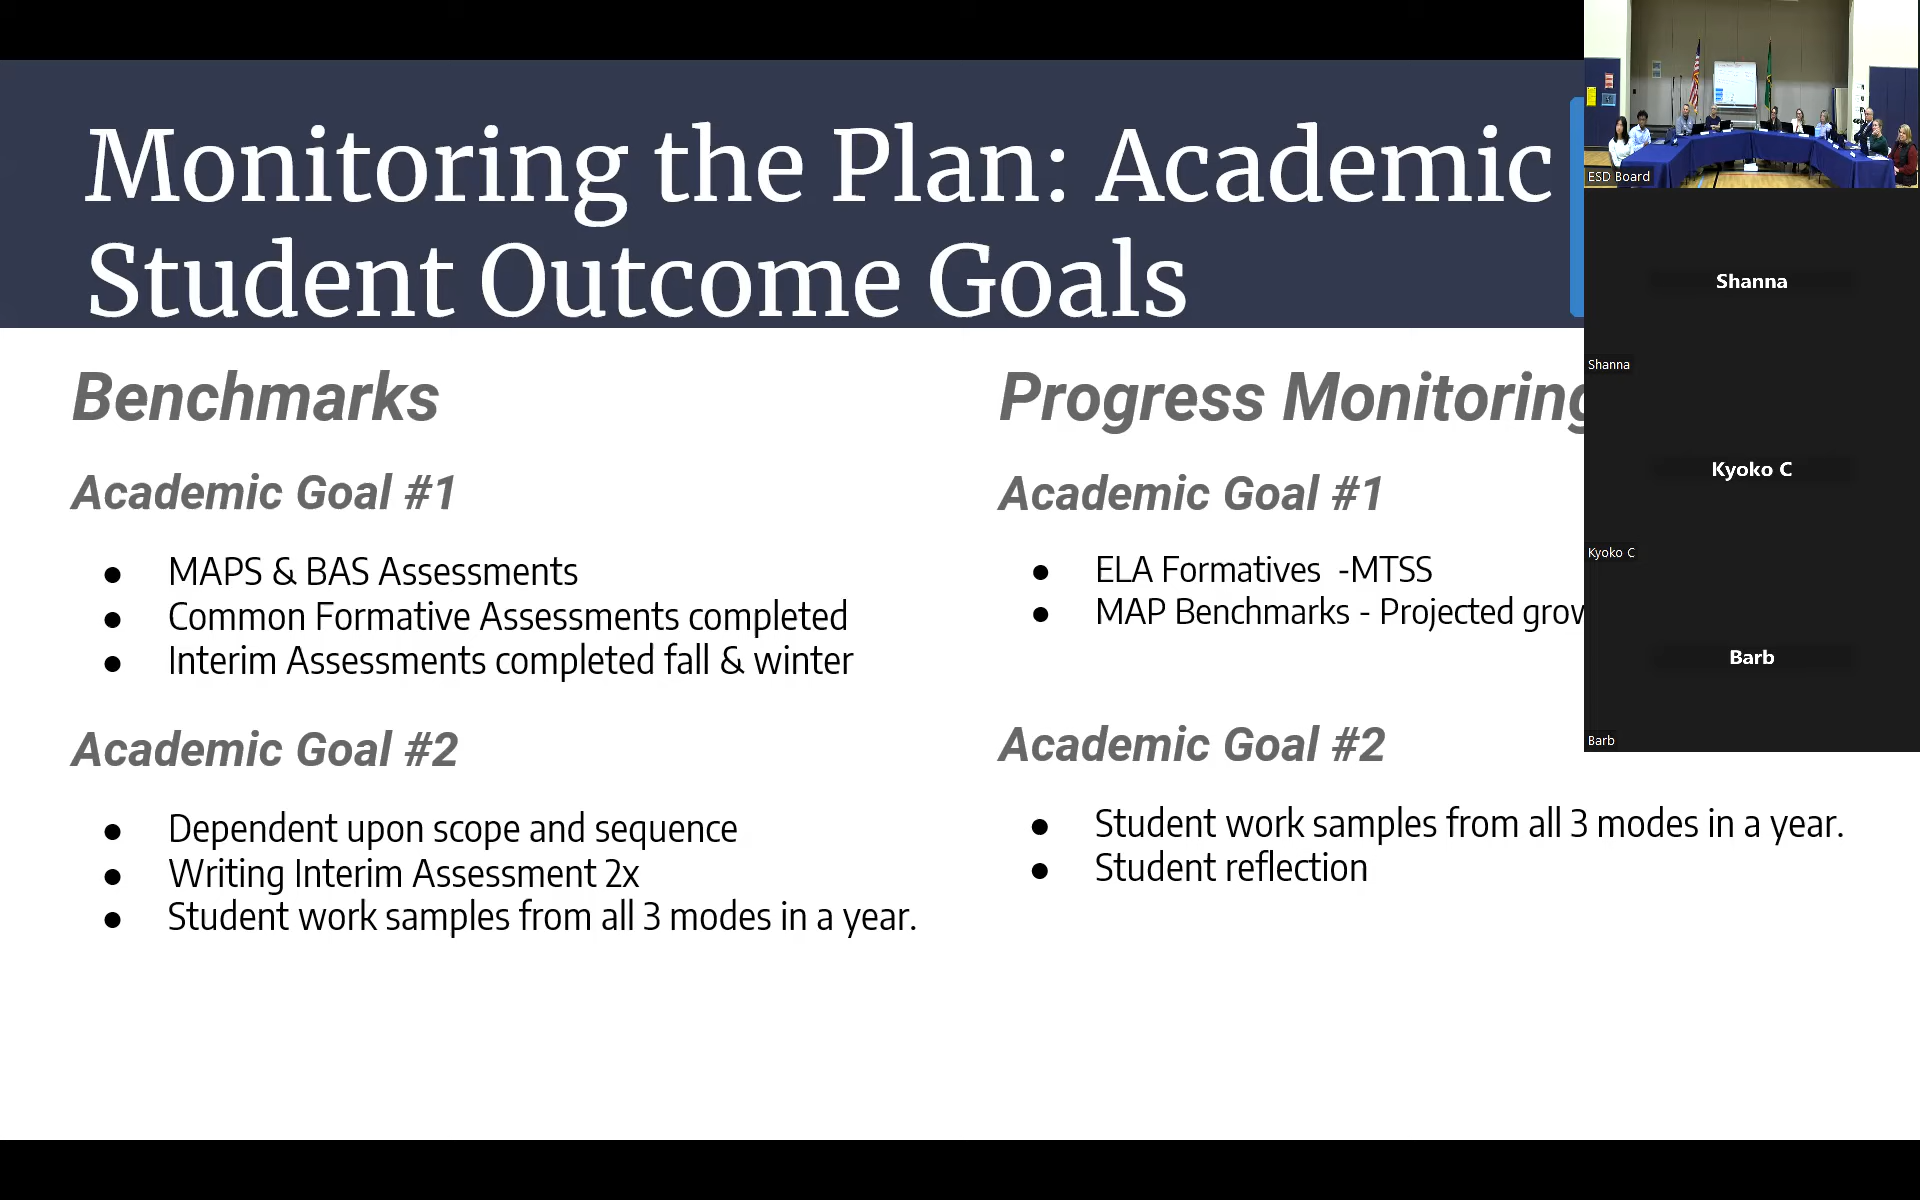 Monitoring the Plan: Academic
Student Outcome Goals
Benchmarks
Academic Goal #1
● MAPS & BAS Assessments
● Common Formative Assessments completed
● Interim Assessments completed fall & winter
Academic Goal #2
● Dependent upon scope and sequence
● Writing Interim Assessment 2x
● Student work samples from all 3 modes in a year.
Progress Monitoring
Academic Goal #1
● ELA Formatives -MTSS
● MAP Benchmarks - Projected
Academic Goal #2
● Student work samples from all 3 modes in a year.
● Student reflection
ESD Board
Shanna
Shanna
Kyoko C
Kyoko C
Barb
Barb